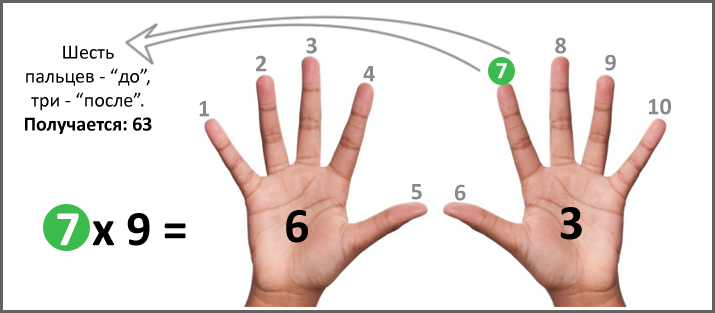 Шесть
пальцев - “до”,
три - “после”.
Получается: 63
1
2
3
4
5
6
7
8
9
10
7 x 9 =
6
3